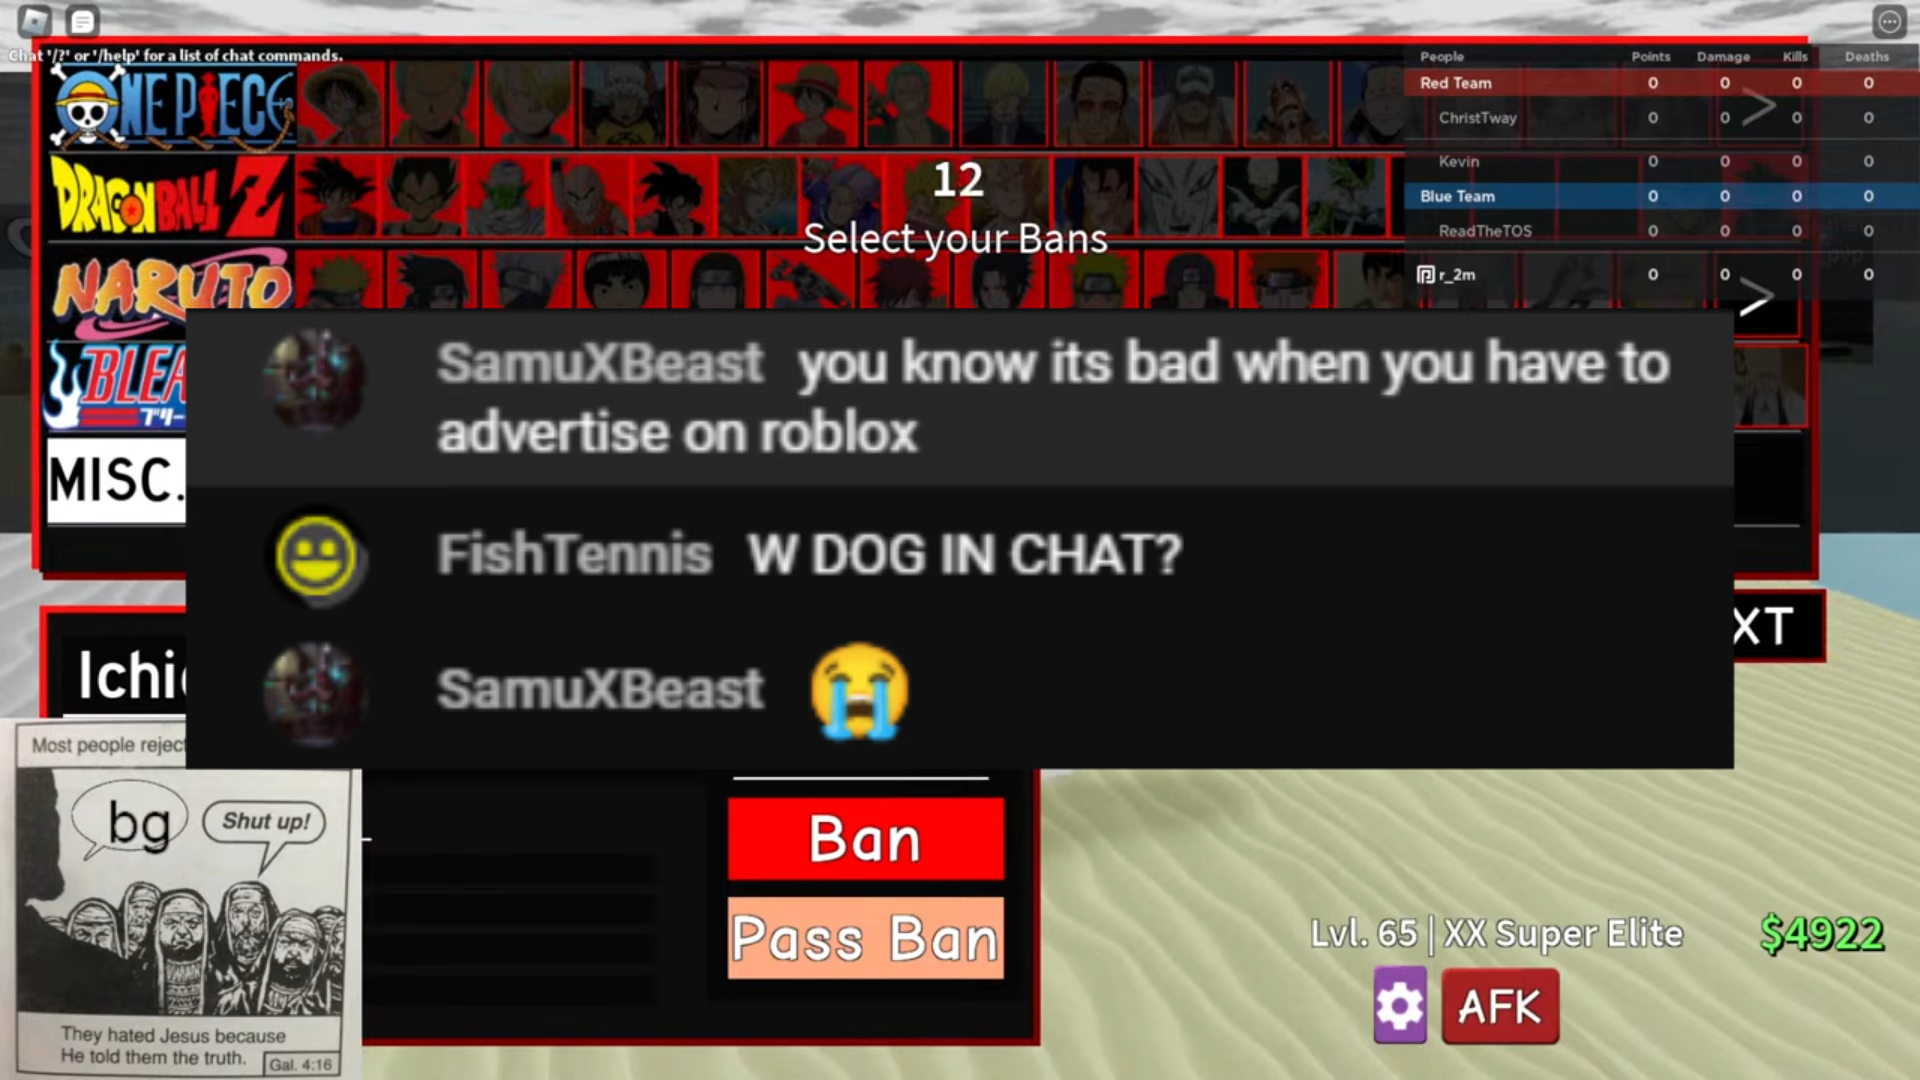 Chat '/?' or '/help' for a list of chat commands.
People Points Damage Kills Deaths
Red Team 0 0 0 0
ChristTway 0 0 0 0
Kevin 0 0 0 0
Blue Team 0 0 0 0
ReadTheTOS 0 0 0 0
r_2m 0 0 0 0
ONE PIECE
DRAGON BALL Z
NARUTO
BLEA
ブリー
MISC.
12
Select your Bans
SamuXBeast you know its bad when you have to
advertise on roblox
FishTennis W DOG IN CHAT?
SamuXBeast 😭
XT
Ichi
Most people reject
bg
Shut up!
They hated Jesus because
He told them the truth.
Gal. 4:16
Ban
Pass Ban
Lvl. 65 | XX Super Elite
$4922
AFK